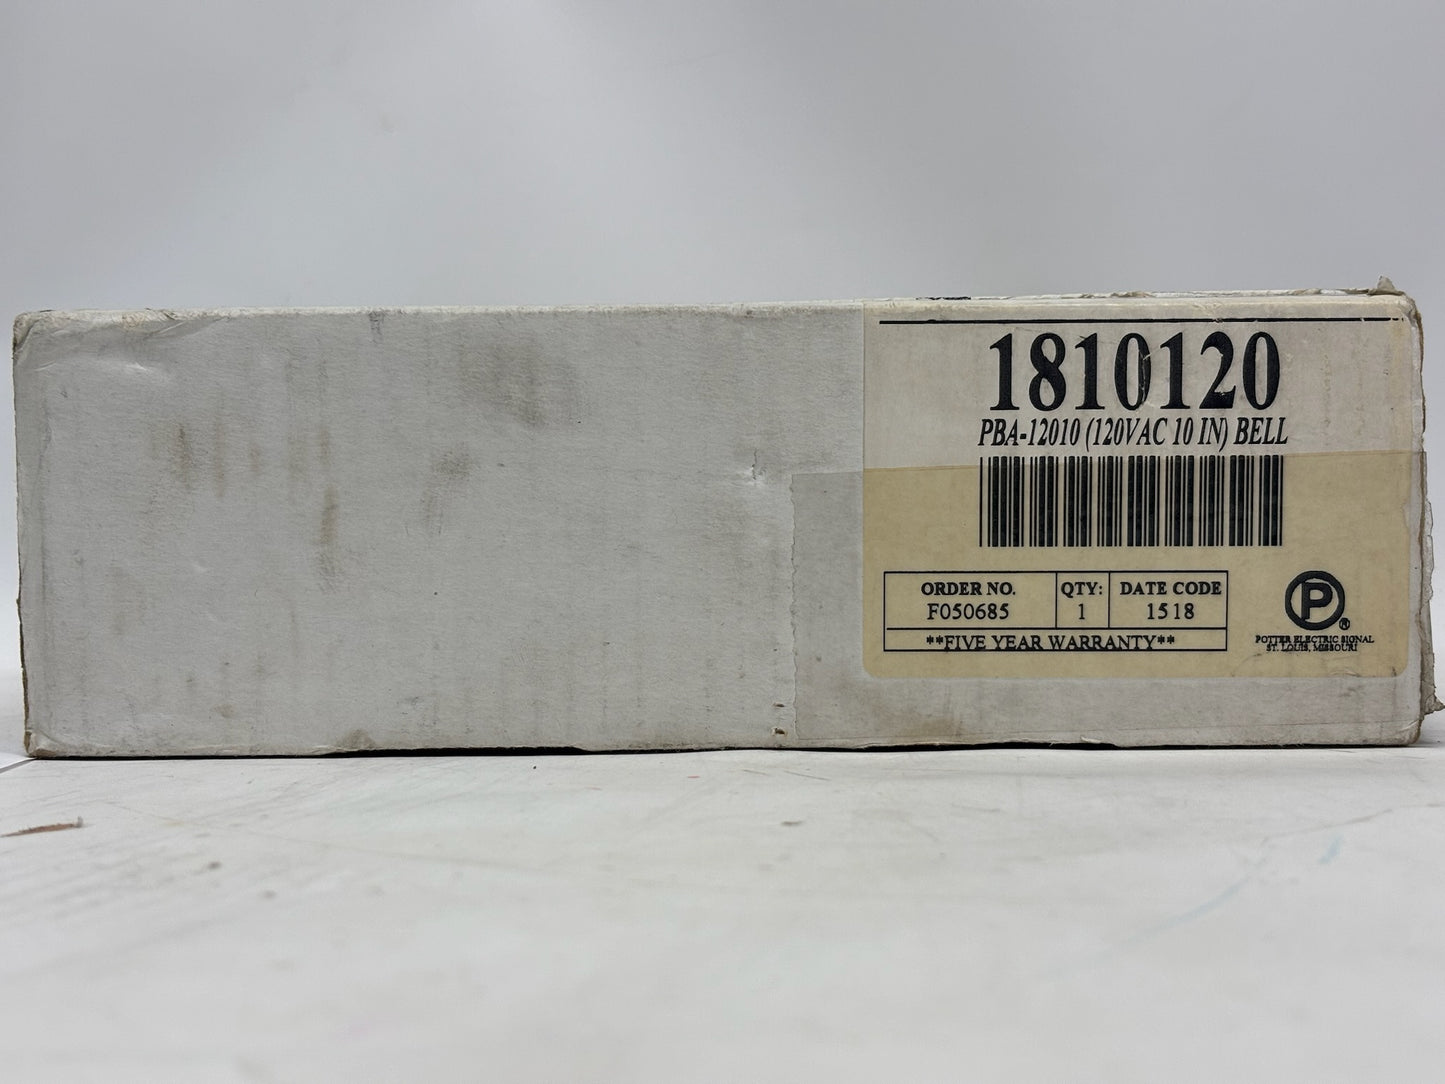 1810120
PBA-12010 (120VAC 10 IN) BELL
ORDER NO. QTY: DATE CODE
F050685 1 1518
**FIVE YEAR WARRANTY**
P ®
POTTER ELECTRIC SIGNAL
ST. LOUIS, MISSOURI